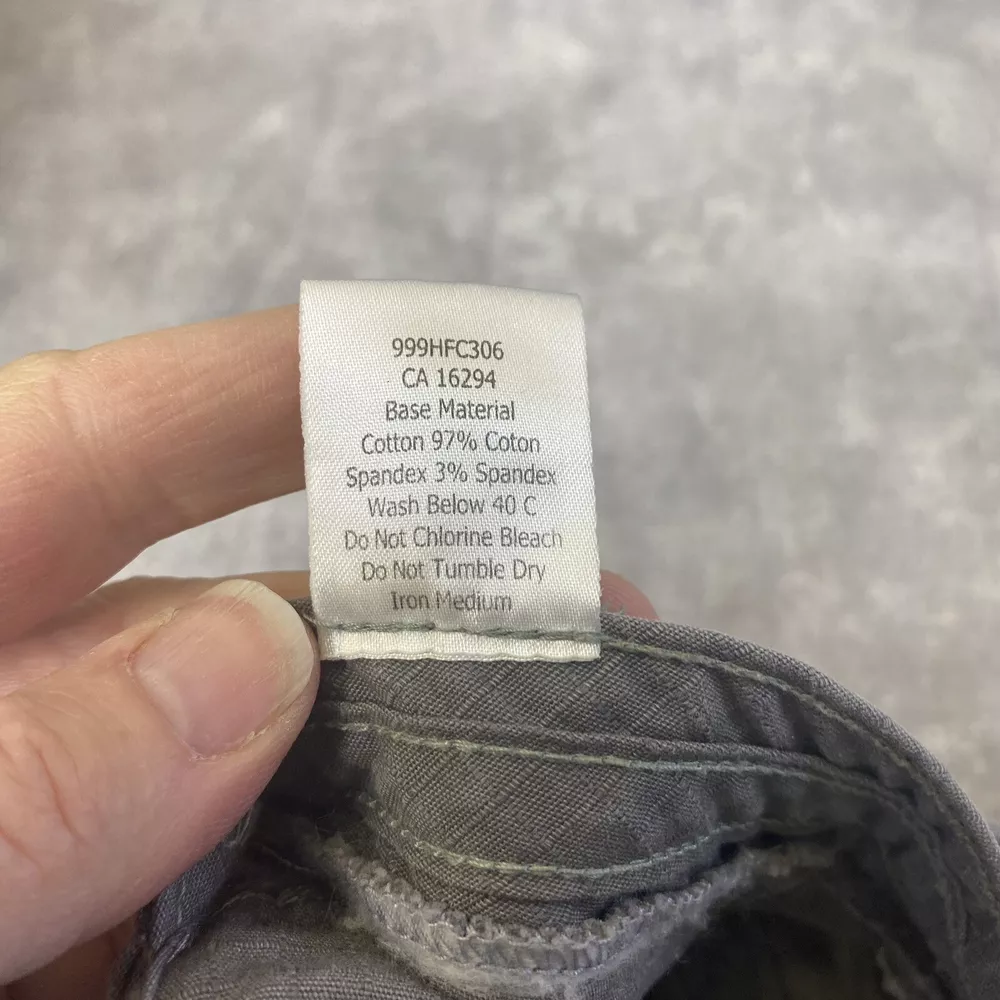 999HFC306
CA 16294
Base Material
Cotton 97% Coton
Spandex 3% Spandex
Wash Below 40 C
Do Not Chlorine Bleach
Do Not Tumble Dry
Iron Medium